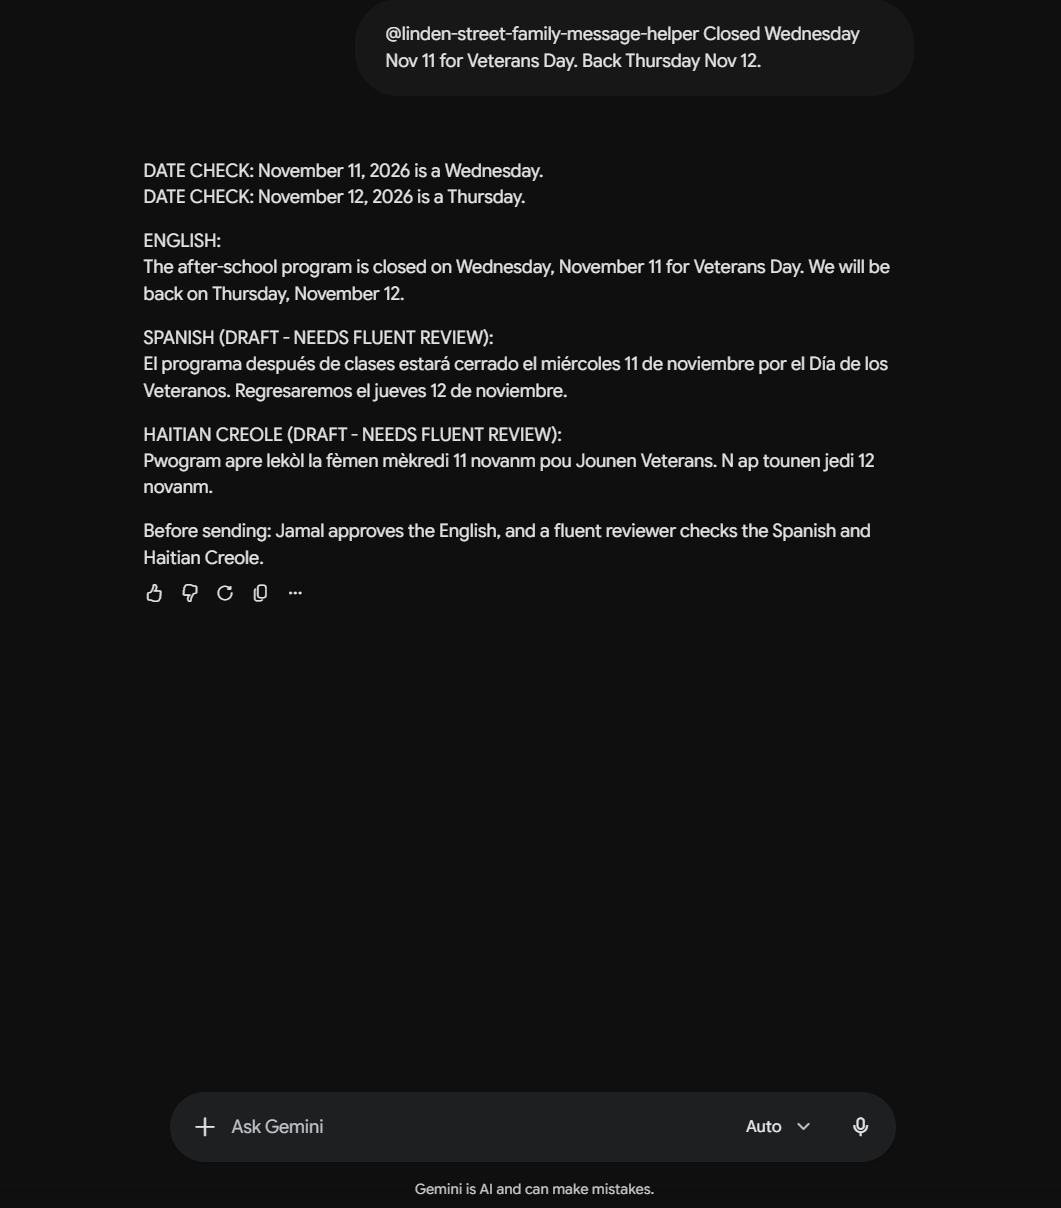 @linden-street-family-message-helper Closed Wednesday
Nov 11 for Veterans Day. Back Thursday Nov 12.
DATE CHECK: November 11, 2026 is a Wednesday.
DATE CHECK: November 12, 2026 is a Thursday.
ENGLISH:
The after-school program is closed on Wednesday, November 11 for Veterans Day. We will be
back on Thursday, November 12.
SPANISH (DRAFT - NEEDS FLUENT REVIEW):
El programa después de clases estará cerrado el miércoles 11 de noviembre por el Día de los
Veteranos. Regresaremos el jueves 12 de noviembre.
HAITIAN CREOLE (DRAFT - NEEDS FLUENT REVIEW):
Pwogram apre lekòl la fèmen mèkredi 11 novanm pou Jounen Veterans. N ap tounen jedi 12
novanm.
Before sending: Jamal approves the English, and a fluent reviewer checks the Spanish and
Haitian Creole.
Ask Gemini
Auto
Gemini is AI and can make mistakes.